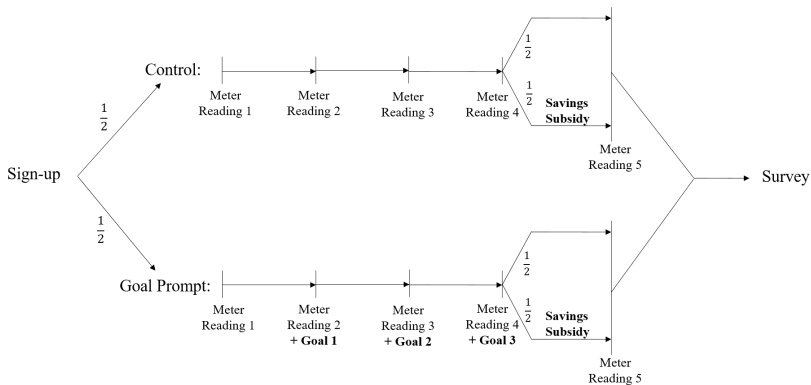 Control:
1/2
1/2
Meter
Reading 1
Meter
Reading 2
Meter
Reading 3
Meter
Reading 4
1/2
Savings
Subsidy
Meter
Reading 5
Sign-up
Survey
1/2
Goal Prompt:
1/2
Meter
Reading 1
Meter
Reading 2
+ Goal 1
Meter
Reading 3
+ Goal 2
Meter
Reading 4
+ Goal 3
1/2
Savings
Subsidy
Meter
Reading 5